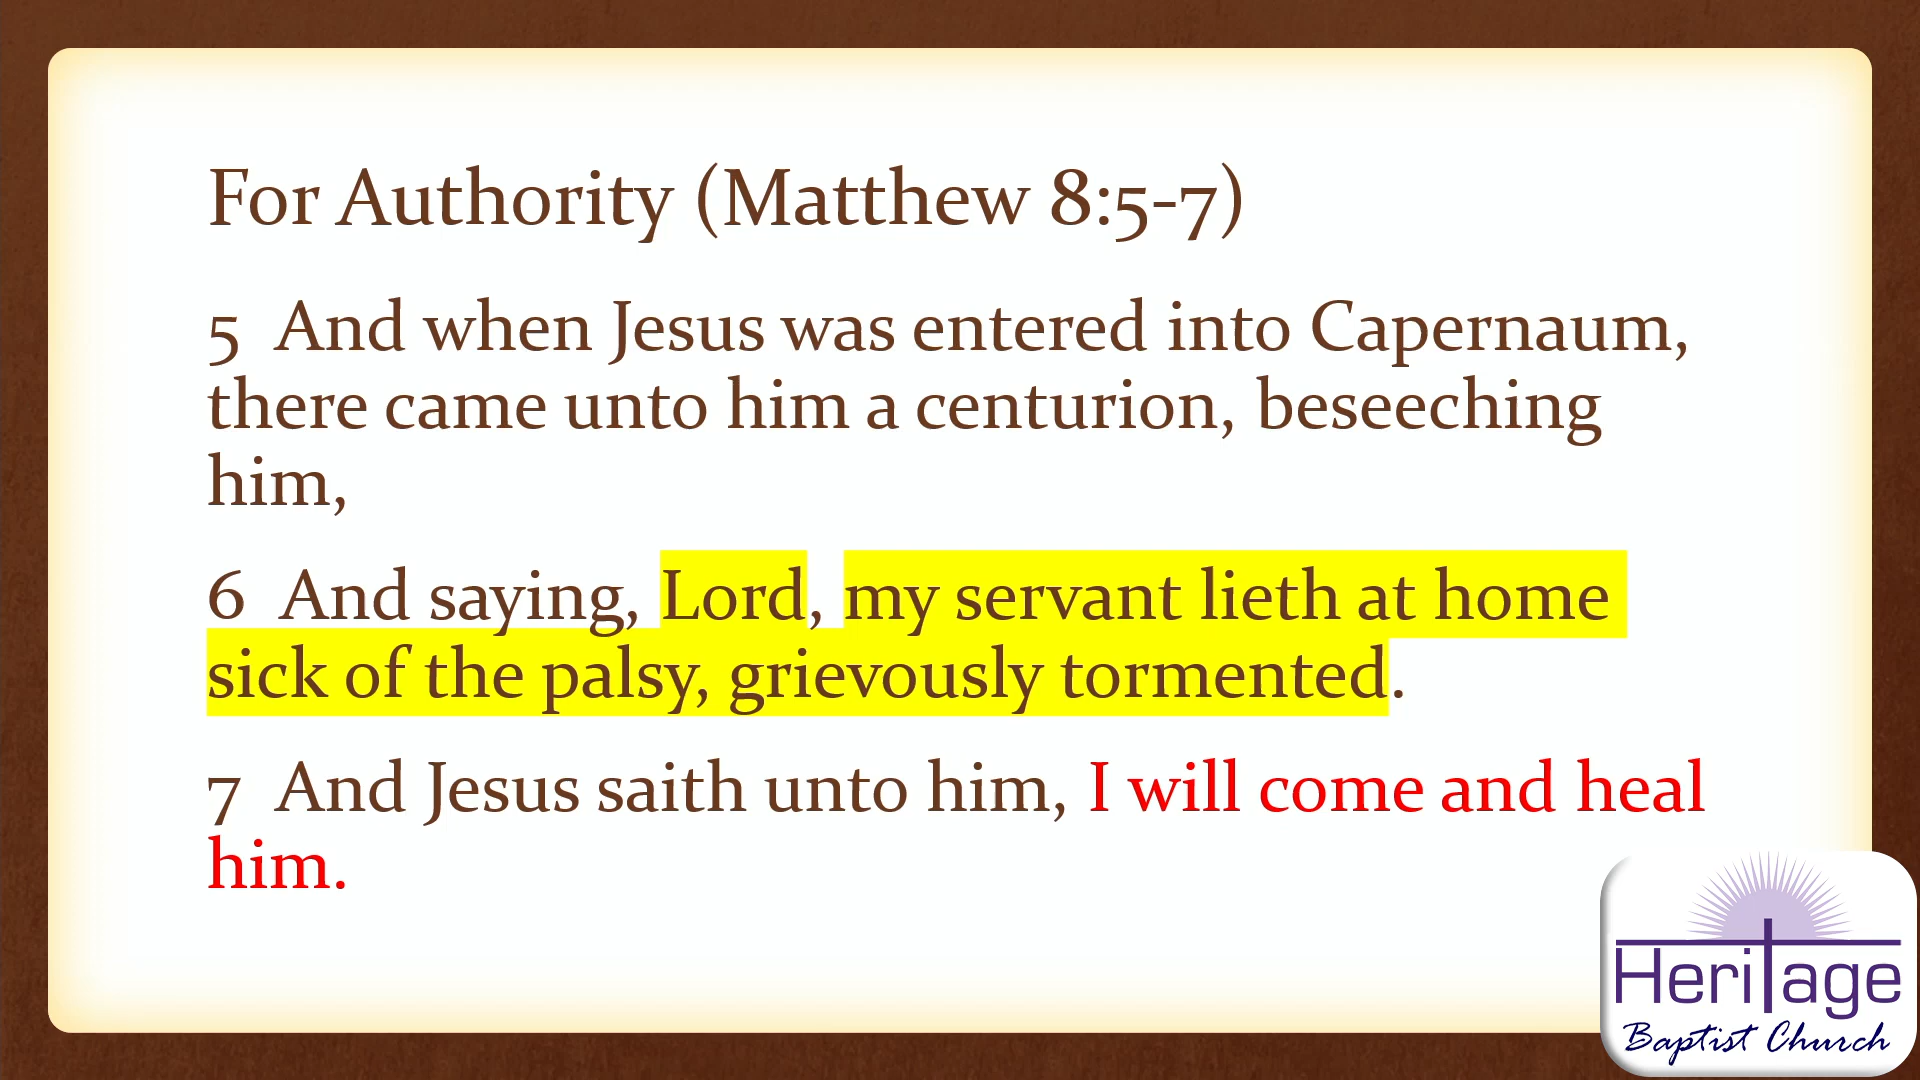 For Authority (Matthew 8:5-7)
5  And when Jesus was entered into Capernaum,
there came unto him a centurion, beseeching
him,
6  And saying, Lord, my servant lieth at home
sick of the palsy, grievously tormented.
7  And Jesus saith unto him, I will come and heal
him.
Heritage
Baptist Church